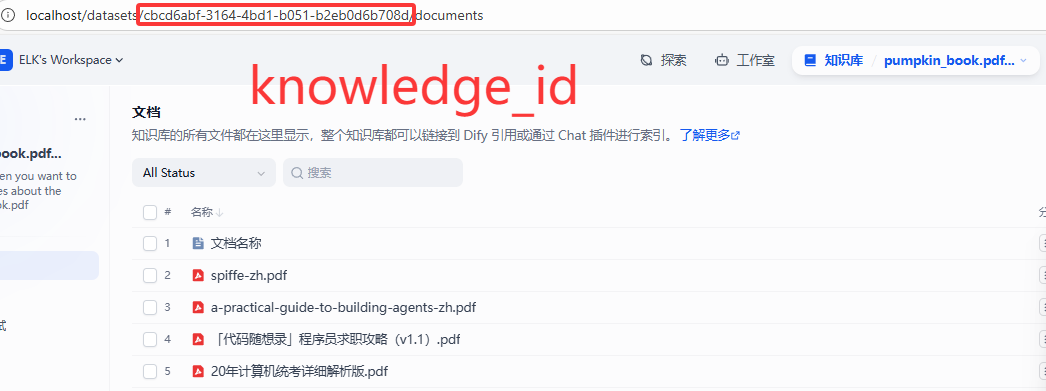 localhost/datasets/cbcd6abf-3164-4bd1-b051-b2eb0d6b708d/documents
E ELK's Workspace 探索 工作室 知识库 / pumpkin_book.pdf...
knowledge_id
文档
知识库的所有文件都在这里显示，整个知识库都可以链接到 Dify 引用或通过 Chat 插件进行索引。 了解更多
ook.pdf...
en you want to
es about the
ok.pdf
All Status 搜索
# 名称
1 文档名称
2 spiffe-zh.pdf
3 a-practical-guide-to-building-agents-zh.pdf
试
4 「代码随想录」程序员求职攻略（v1.1）.pdf
5 20年计算机统考详细解析版.pdf